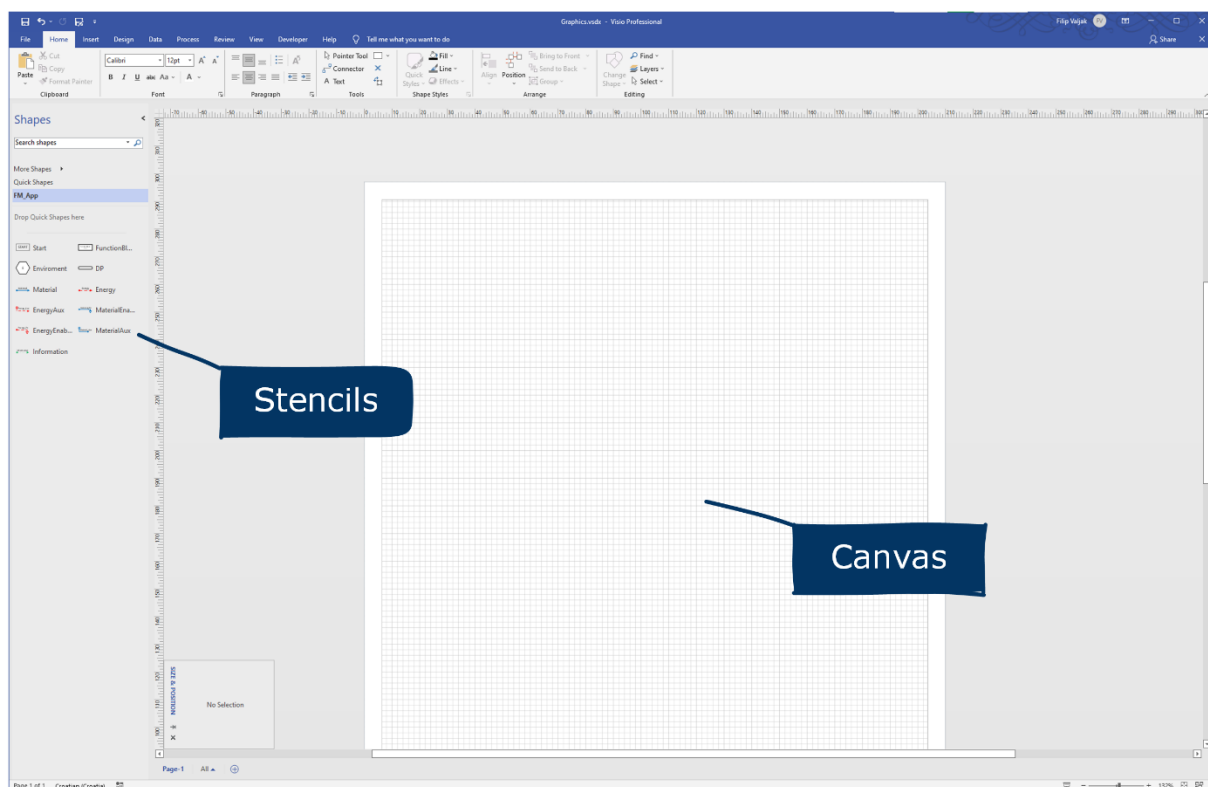 Graphics.vsdx - Visio Professional
Filip Valjak FV
File Home Insert Design Data Process Review View Developer Help Tell me what you want to do Share
Paste
Cut
Copy
Format Painter
Clipboard
Calibri 12pt
B I U abc Aa A
Font
Paragraph
Pointer Tool
Connector
A Text
Tools
Quick Styles
Fill
Line
Effects
Shape Styles
Align Position
Bring to Front
Send to Back
Group
Arrange
Change Shape
Find
Layers
Select
Editing
Shapes
Search shapes
More Shapes
Quick Shapes
FM_App
Drop Quick Shapes here
Start FunctionBl...
Enviroment DP
Material Energy
EnergyAux MaterialEna...
EnergyEnab... MaterialAux
Information
Stencils
Canvas
SIZE & POSITION
No Selection
Page-1 All
Page 1 of 1 Croatian (Croatia) 132%